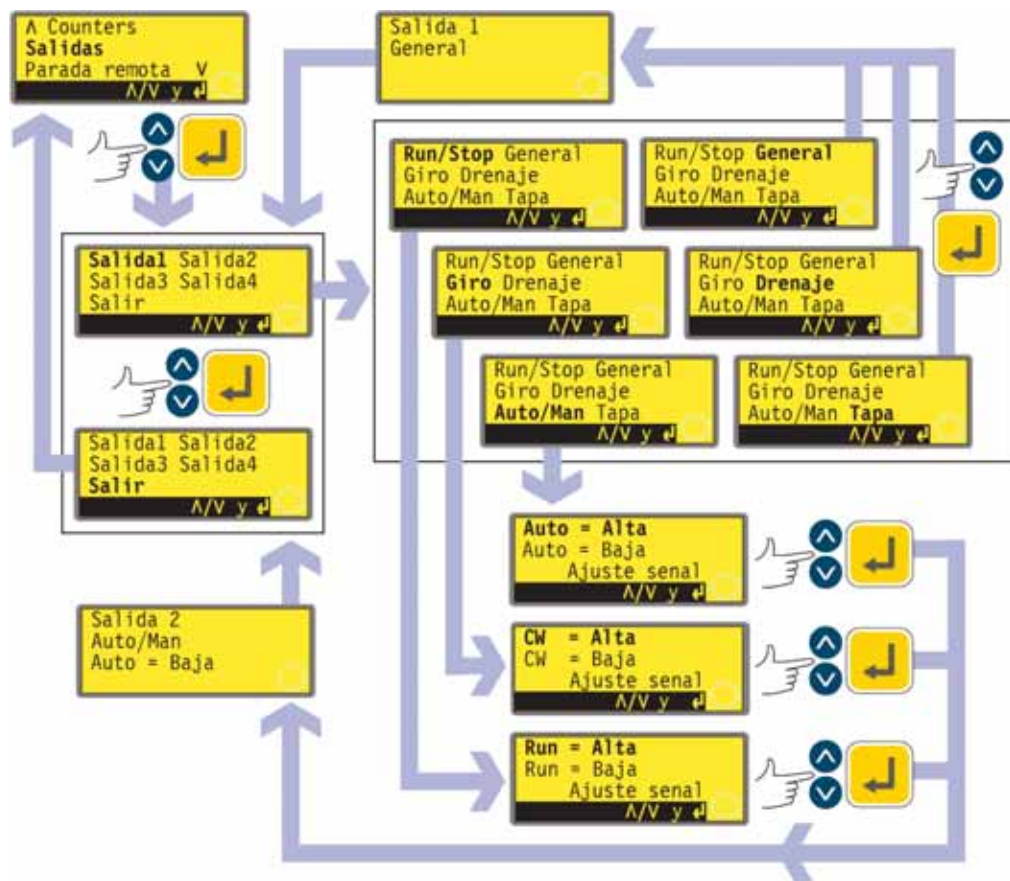 Λ Counters
Salidas
Parada remota V
Λ/V y ↲
Salida 1
General
Run/Stop General
Giro Drenaje
Auto/Man Tapa
Λ/V y ↲
Run/Stop General
Giro Drenaje
Auto/Man Tapa
Λ/V y ↲
Salida1 Salida2
Salida3 Salida4
Salir
Λ/V y ↲
Run/Stop General
Giro Drenaje
Auto/Man Tapa
Λ/V y ↲
Run/Stop General
Giro Drenaje
Auto/Man Tapa
Λ/V y ↲
Run/Stop General
Giro Drenaje
Auto/Man Tapa
Λ/V y ↲
Run/Stop General
Giro Drenaje
Auto/Man Tapa
Λ/V y ↲
Salida1 Salida2
Salida3 Salida4
Salir
Λ/V y ↲
Auto = Alta
Auto = Baja
Ajuste senal
Λ/V y ↲
Salida 2
Auto/Man
Auto = Baja
CW = Alta
CW = Baja
Ajuste senal
Λ/V y ↲
Run = Alta
Run = Baja
Ajuste senal
Λ/V y ↲